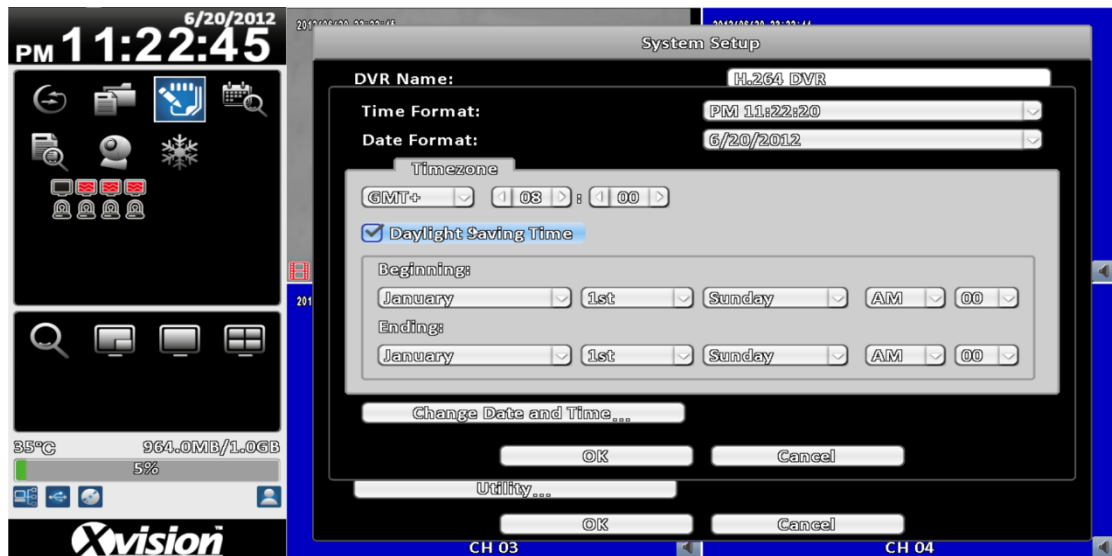 6/20/2012
PM 11:22:45
System Setup
DVR Name:
H.264 DVR
Time Format:
PM 11:22:20
Date Format:
6/20/2012
Timezone
GMT+
08 : 00
Daylight Saving Time
Beginning:
January 1st Sunday AM 00
Ending:
January 1st Sunday AM 00
Change Date and Time...
OK Cancel
Utility...
OK Cancel
35°C 964.0MB/1.0GB
5%
Xvision
CH 03
CH 04